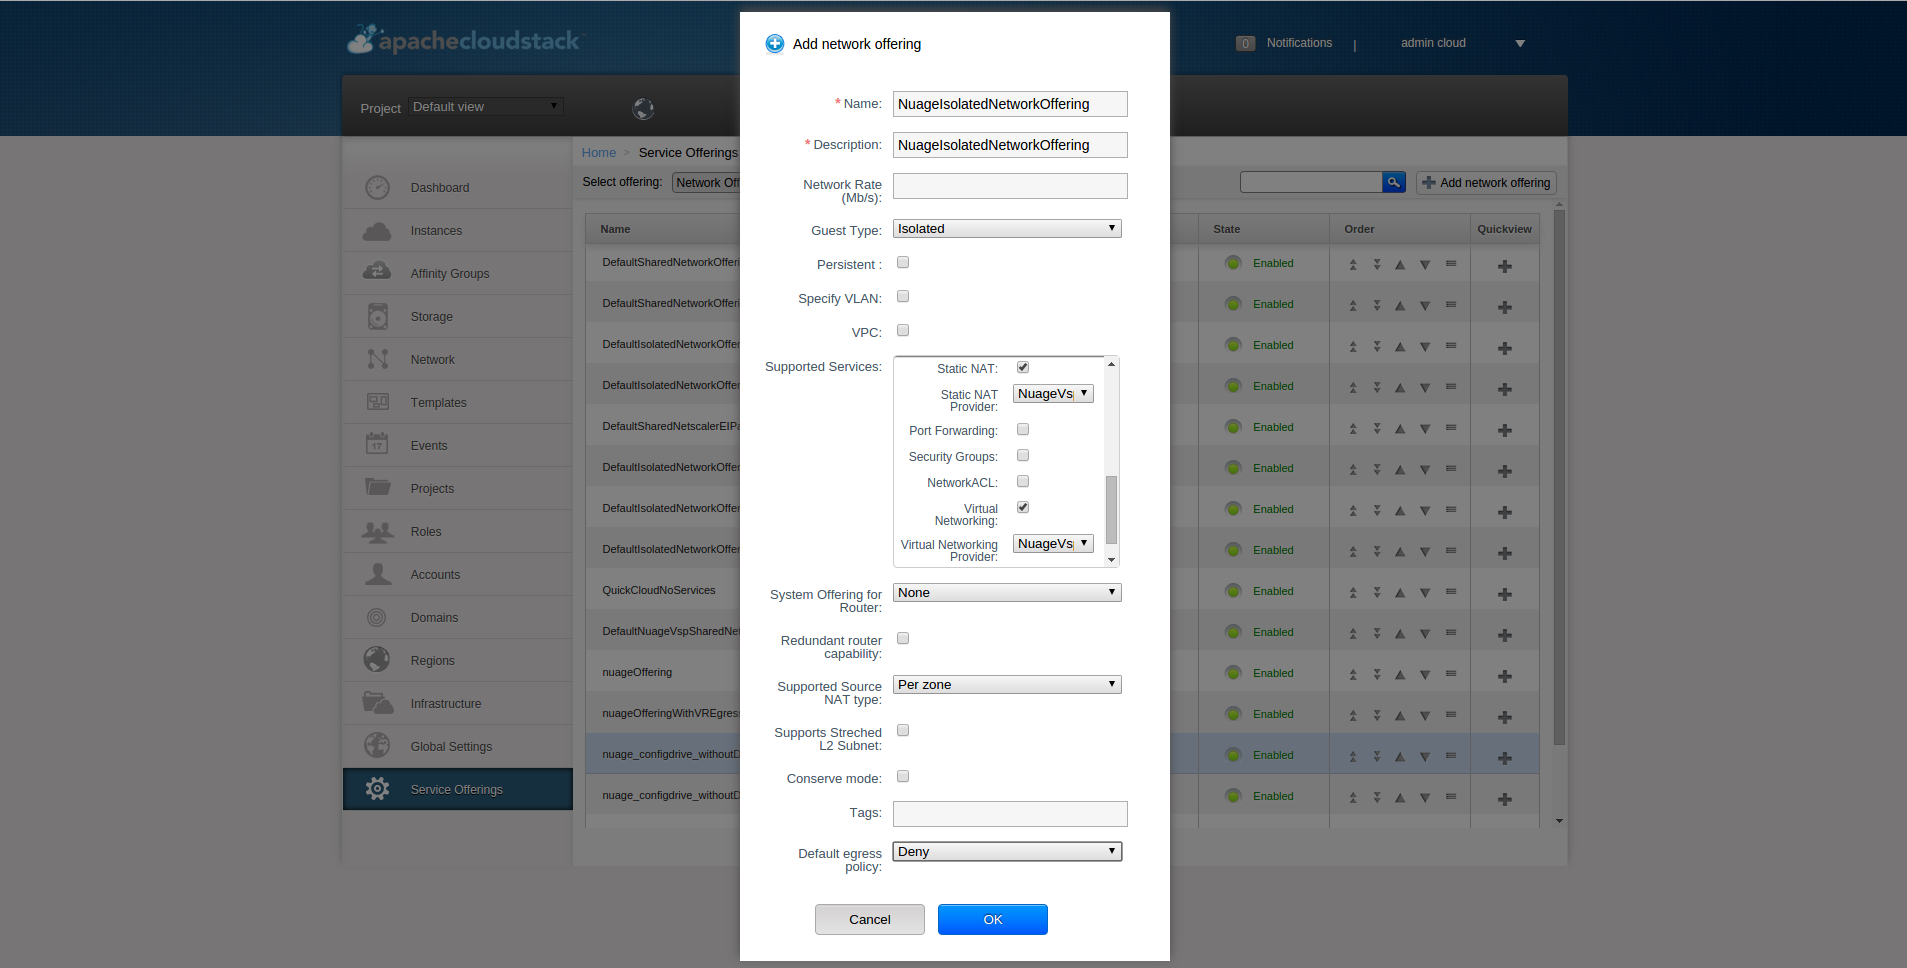 apachecloudstack
0 Notifications | admin cloud
Project Default view
Add network offering
* Name: NuageIsolatedNetworkOffering
* Description: NuageIsolatedNetworkOffering
Network Rate
(Mb/s):
Guest Type: Isolated
Persistent :
Specify VLAN:
VPC:
Supported Services:
Static NAT:
Static NAT
Provider: NuageVs
Port Forwarding:
Security Groups:
NetworkACL:
Virtual
Networking:
Virtual Networking
Provider: NuageVs
System Offering for
Router: None
Redundant router
capability:
Supported Source
NAT type: Per zone
Supports Streched
L2 Subnet:
Conserve mode:
Tags:
Default egress
policy: Deny
Cancel OK
Dashboard
Instances
Affinity Groups
Storage
Network
Templates
Events
17
Projects
Roles
Accounts
Domains
Regions
Infrastructure
Global Settings
Service Offerings
Home > Service Offerings
Select offering: Network Off
Add network offering
Name State Order Quickview
DefaultSharedNetworkOfferi Enabled
DefaultSharedNetworkOfferi Enabled
DefaultIsolatedNetworkOffer Enabled
DefaultIsolatedNetworkOffer Enabled
DefaultSharedNetscalerEIPa Enabled
DefaultIsolatedNetworkOffer Enabled
DefaultIsolatedNetworkOffer Enabled
DefaultIsolatedNetworkOffer Enabled
QuickCloudNoServices Enabled
DefaultNuageVspSharedNet Enabled
nuageOffering Enabled
nuageOfferingWithVREgress Enabled
nuage_configdrive_withoutD Enabled
nuage_configdrive_withoutD Enabled